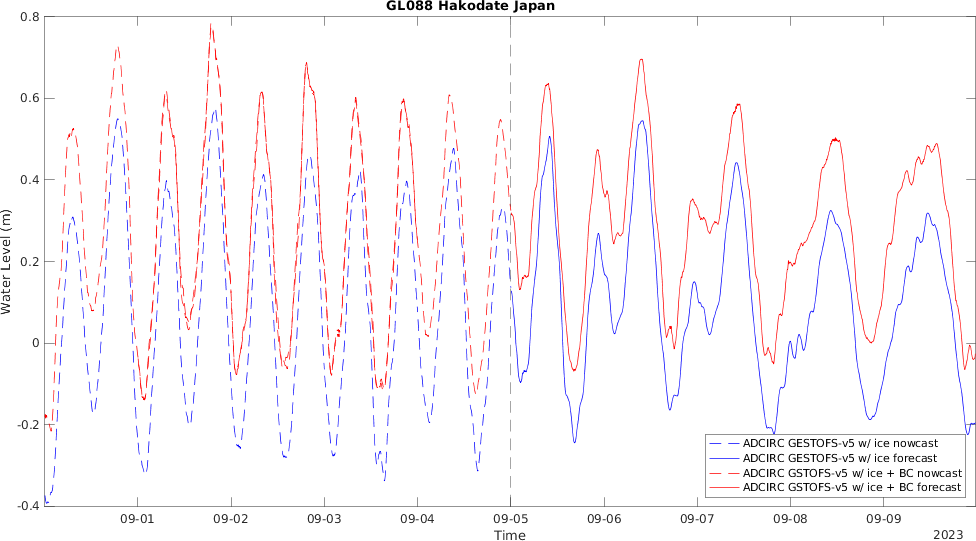 GL088 Hakodate Japan
0.8
0.6
0.4
0.2
0
-0.2
-0.4
Water Level (m)
09-01
09-02
09-03
09-04
09-05
09-06
09-07
09-08
09-09
Time
2023
ADCIRC GESTOFS-v5 w/ ice nowcast
ADCIRC GESTOFS-v5 w/ ice forecast
ADCIRC GSTOFS-v5 w/ ice + BC nowcast
ADCIRC GSTOFS-v5 w/ ice + BC forecast